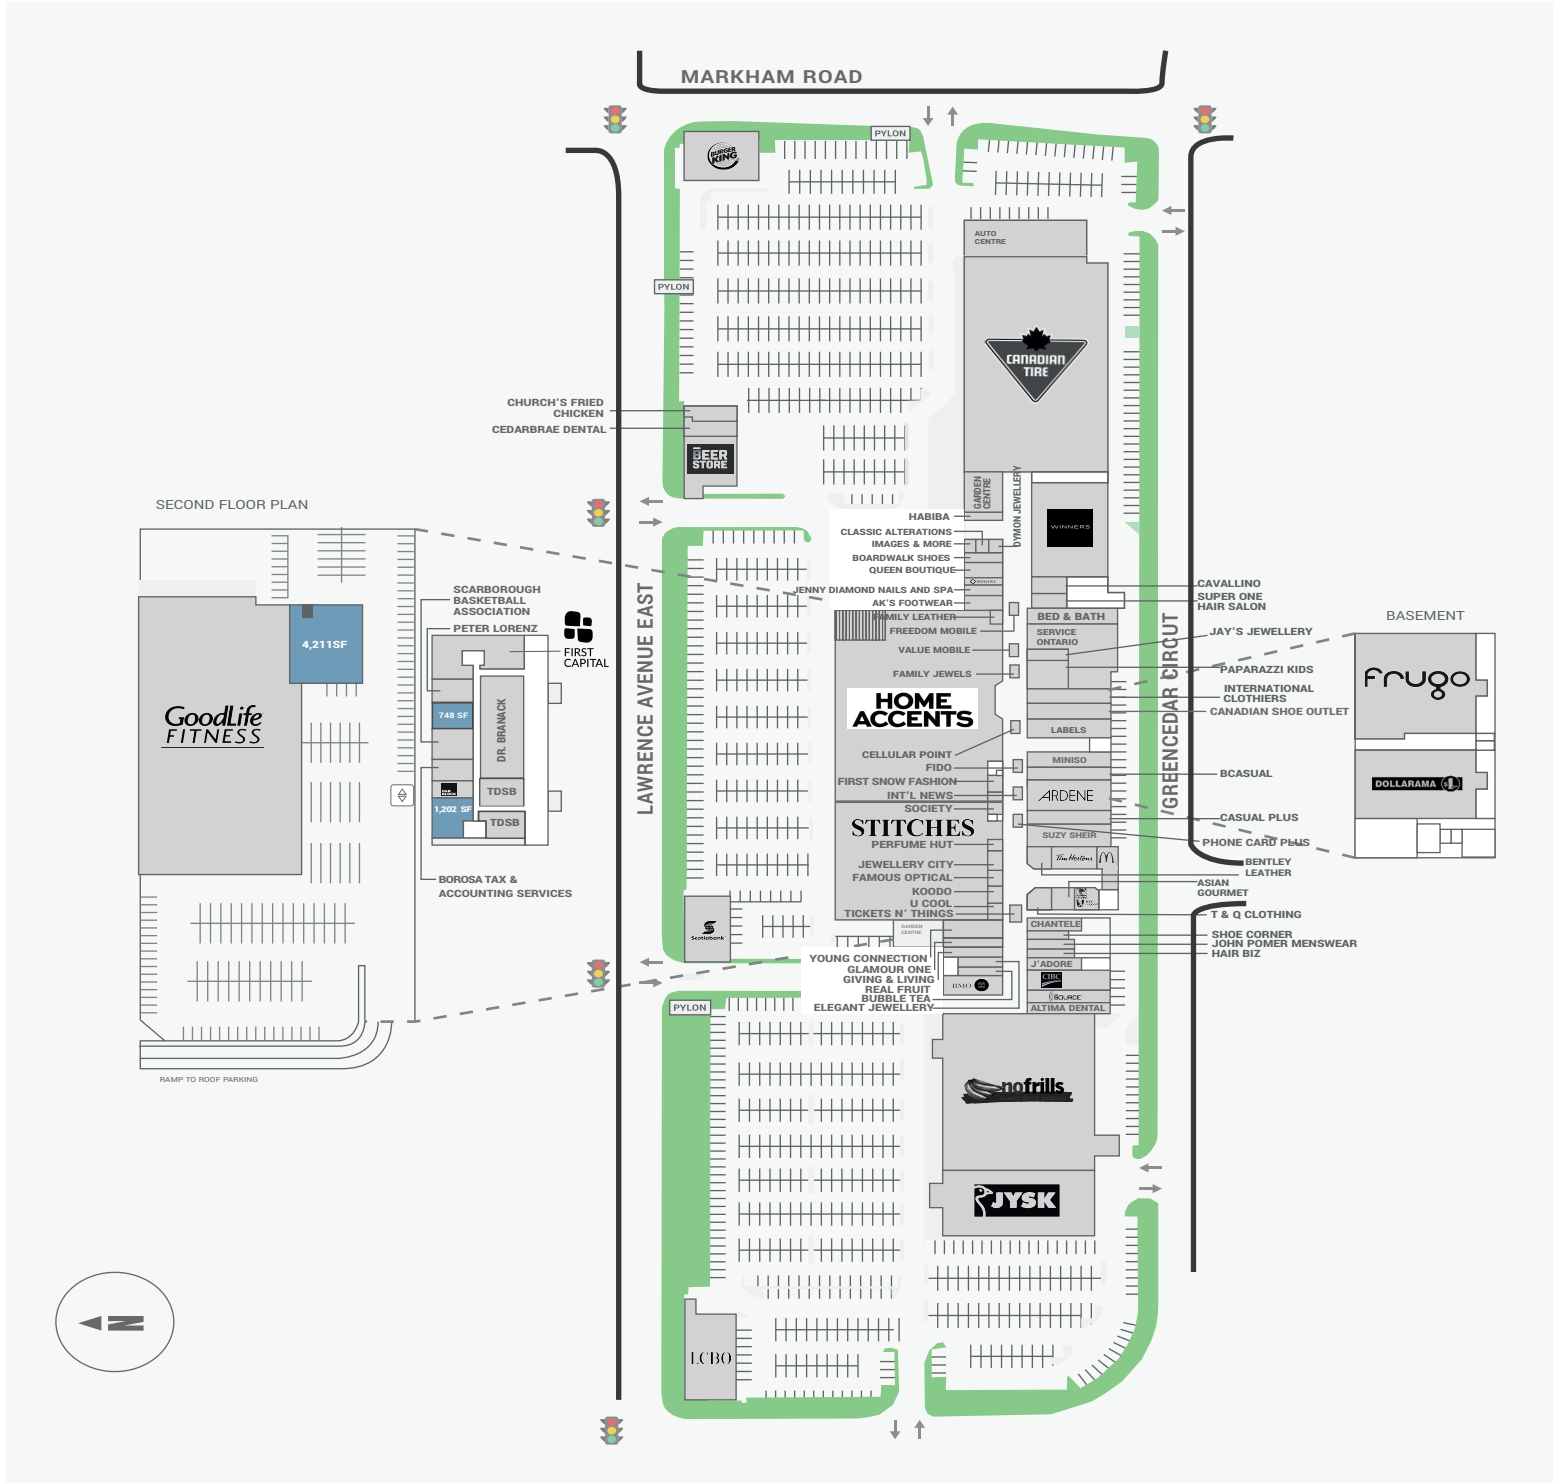 MARKHAM ROAD
PYLON
BURGER
KING
AUTO
CENTRE
PYLON
CANADIAN
TIRE
CHURCH'S FRIED
CHICKEN
CEDARBRAE DENTAL
BEER
STORE
GARDEN
CENTRE
DYMON JEWELLERY
WINNERS
SECOND FLOOR PLAN
HABIBA
CLASSIC ALTERATIONS
IMAGES & MORE
BOARDWALK SHOES
QUEEN BOUTIQUE
ROGERS
JENNY DIAMOND NAILS AND SPA
AK'S FOOTWEAR
FAMILY LEATHER
FREEDOM MOBILE
VALUE MOBILE
FAMILY JEWELS
HOME
ACCENTS
CELLULAR POINT
FIDO
FIRST SNOW FASHION
INT'L NEWS
SOCIETY
STITCHES
PERFUME HUT
JEWELLERY CITY
FAMOUS OPTICAL
KOODO
U COOL
TICKETS N' THINGS
GARDEN
CENTRE
YOUNG CONNECTION
GLAMOUR ONE
GIVING & LIVING
REAL FRUIT
BUBBLE TEA
ELEGANT JEWELLERY
BMO
CAVALLINO
SUPER ONE
HAIR SALON
BED & BATH
SERVICE
ONTARIO
JAY'S JEWELLERY
PAPARAZZI KIDS
INTERNATIONAL
CLOTHIERS
CANADIAN SHOE OUTLET
LABELS
MINISO
BCASUAL
ARDENE
CASUAL PLUS
SUZY SHEIR
PHONE CARD PLUS
Tim Hortons
BENTLEY
LEATHER
ASIAN
GOURMET
T & Q CLOTHING
CHANTELE
SHOE CORNER
JOHN POMER MENSWEAR
HAIR BIZ
J'ADORE
CIBC
SOURCE
ALTIMA DENTAL
LAWRENCE AVENUE EAST
GREENCEDAR CIRCUT
BASEMENT
frugo
DOLLARAMA
4,211SF
GoodLife
FITNESS
SCARBOROUGH
BASKETBALL
ASSOCIATION
PETER LORENZ
FIRST
CAPITAL
748 SF
DR. BRANACK
TDSB
1,202 SF
TDSB
BOROSA TAX &
ACCOUNTING SERVICES
RAMP TO ROOF PARKING
Scotiabank
PYLON
nofrills
JYSK
LCBO
N